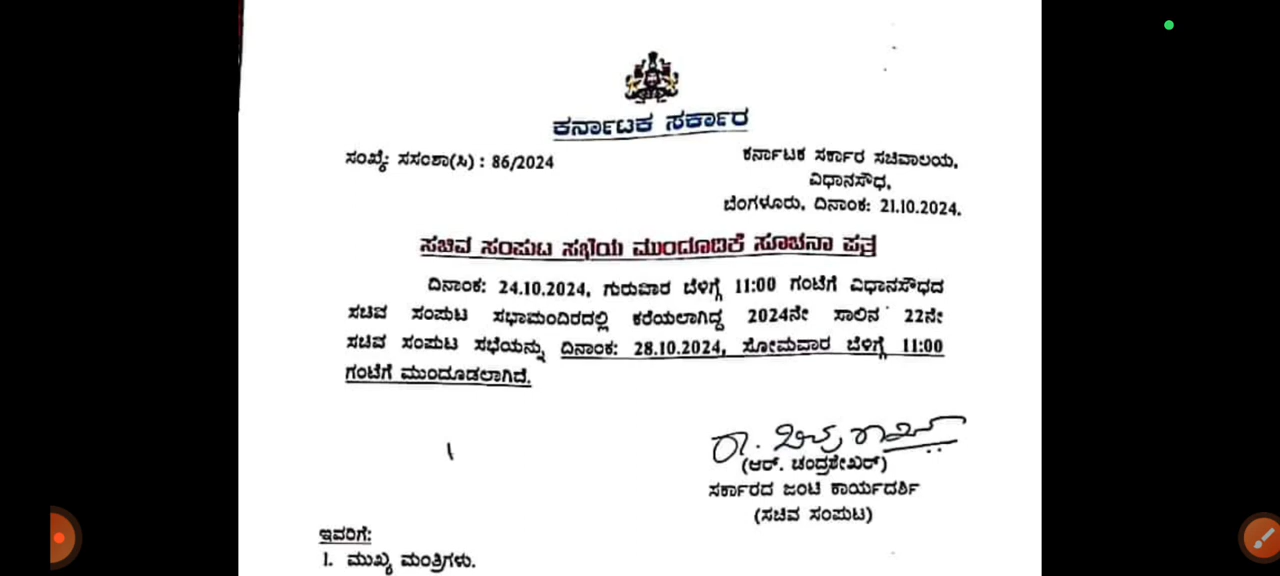 ಕರ್ನಾಟಕ ಸರ್ಕಾರ
ಸಂಖ್ಯೆ: ಸಸಂಶಾ(ಸಿ) : 86/2024
ಕರ್ನಾಟಕ ಸರ್ಕಾರ ಸಚಿವಾಲಯ,
ವಿಧಾನಸೌಧ,
ಬೆಂಗಳೂರು, ದಿನಾಂಕ: 21.10.2024.
ಸಚಿವ ಸಂಪುಟ ಸಭೆಯ ಮುಂದೂಡಿಕೆ ಸೂಚನಾ ಪತ್ರ
ದಿನಾಂಕ: 24.10.2024, ಗುರುವಾರ ಬೆಳಿಗ್ಗೆ 11:00 ಗಂಟೆಗೆ ವಿಧಾನಸೌಧದ
ಸಚಿವ ಸಂಪುಟ ಸಭಾಮಂದಿರದಲ್ಲಿ ಕರೆಯಲಾಗಿದ್ದ 2024ನೇ ಸಾಲಿನ 22ನೇ
ಸಚಿವ ಸಂಪುಟ ಸಭೆಯನ್ನು ದಿನಾಂಕ: 28.10.2024, ಸೋಮವಾರ ಬೆಳಿಗ್ಗೆ 11:00
ಗಂಟೆಗೆ ಮುಂದೂಡಲಾಗಿದೆ.
(ಆರ್. ಚಂದ್ರಶೇಖರ್)
ಸರ್ಕಾರದ ಜಂಟಿ ಕಾರ್ಯದರ್ಶಿ
(ಸಚಿವ ಸಂಪುಟ)
ಇವರಿಗೆ:
1. ಮುಖ್ಯ ಮಂತ್ರಿಗಳು.